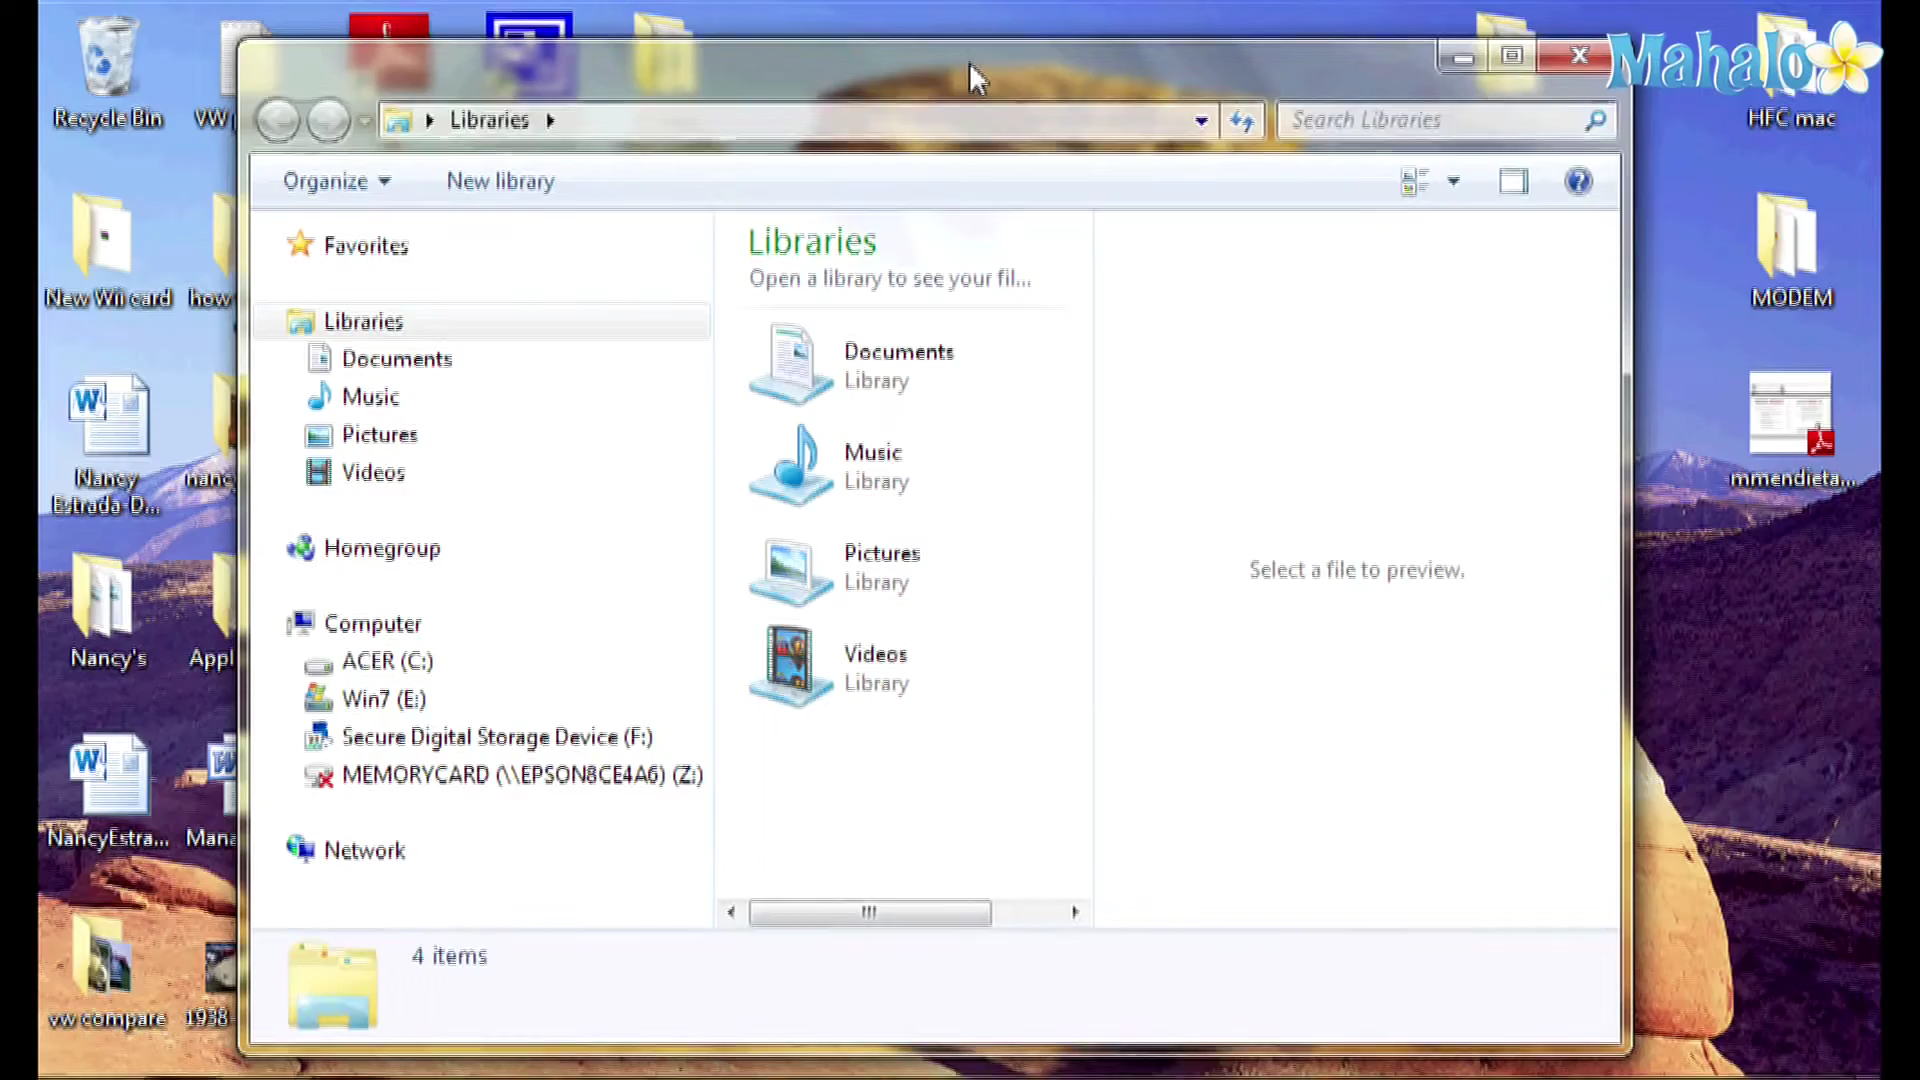 Mahalo
Recycle Bin
VW
HFC mac
Libraries
Search Libraries
Organize
New library
Favorites
Libraries
Documents
Music
Pictures
Videos
Homegroup
Computer
ACER (C:)
Win7 (E:)
Secure Digital Storage Device (F:)
MEMORYCARD (\\EPSON8CE4A6) (Z:)
Network
Libraries
Open a library to see your fil...
Documents
Library
Music
Library
Pictures
Library
Videos
Library
Select a file to preview.
4 items
New Wii card
how
MODEM
Nancy
Estrada-D...
nanc
mmendieta...
Nancy's
Appl
NancyEstra...
Mana
vw compare
1938-